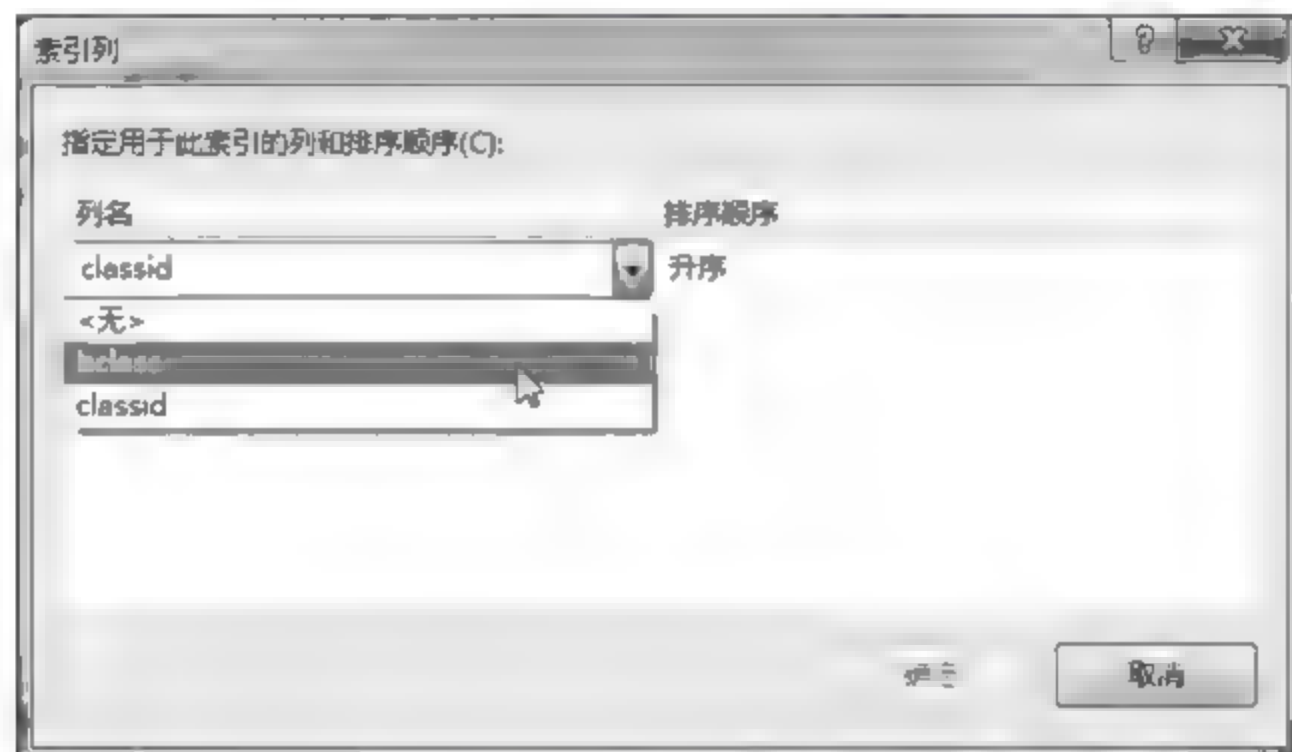 索引列
指定用于此索引的列和排序顺序(C):
列名 排序顺序
classid 升序
<无>
classid
取消